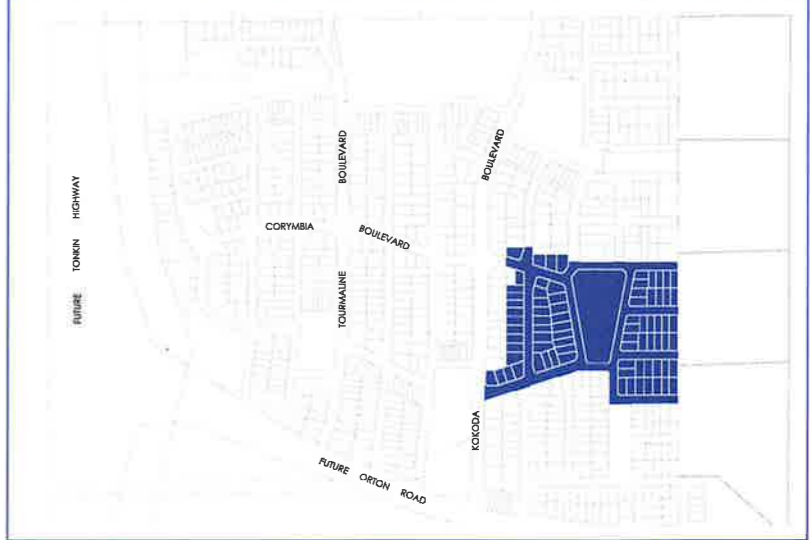 BOULEVARD
BOULEVARD
FUTURE TONKIN HIGHWAY
CORYMBIA BOULEVARD
TOURMALINE
KOKODA
FUTURE ORTON ROAD